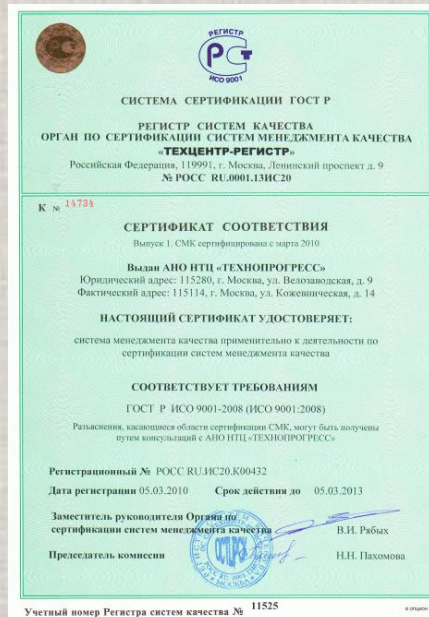 РЕГИСТР
РСТ
ИСО 9001
СИСТЕМА СЕРТИФИКАЦИИ ГОСТ Р
РЕГИСТР СИСТЕМ КАЧЕСТВА
ОРГАН ПО СЕРТИФИКАЦИИ СИСТЕМ МЕНЕДЖМЕНТА КАЧЕСТВА
«ТЕХЦЕНТР-РЕГИСТР»
Российская Федерация, 119991, г. Москва, Ленинский проспект д. 9
№ РОСС RU.0001.13ИС20
К № 14734
СЕРТИФИКАТ СООТВЕТСТВИЯ
Выпуск 1. СМК сертифицирована с марта 2010
Выдан АНО НТЦ «ТЕХНОПРОГРЕСС»
Юридический адрес: 115280, г. Москва, ул. Велозаводская, д. 9
Фактический адрес: 115114, г. Москва, ул. Кожевническая, д. 14
НАСТОЯЩИЙ СЕРТИФИКАТ УДОСТОВЕРЯЕТ:
система менеджмента качества применительно к деятельности по
сертификации систем менеджмента качества
СООТВЕТСТВУЕТ ТРЕБОВАНИЯМ
ГОСТ Р ИСО 9001-2008 (ИСО 9001:2008)
Разъяснения, касающиеся области сертификации СМК, могут быть получены
путем консультаций с АНО НТЦ «ТЕХНОПРОГРЕСС»
Регистрационный № РОСС RU.ИС20.К00432
Дата регистрации 05.03.2010 Срок действия до 05.03.2013
Заместитель руководителя Органа по
сертификации систем менеджмента качества В.И. Рябых
Председатель комиссии Н.Н. Пахомова
Учетный номер Регистра систем качества № 11525